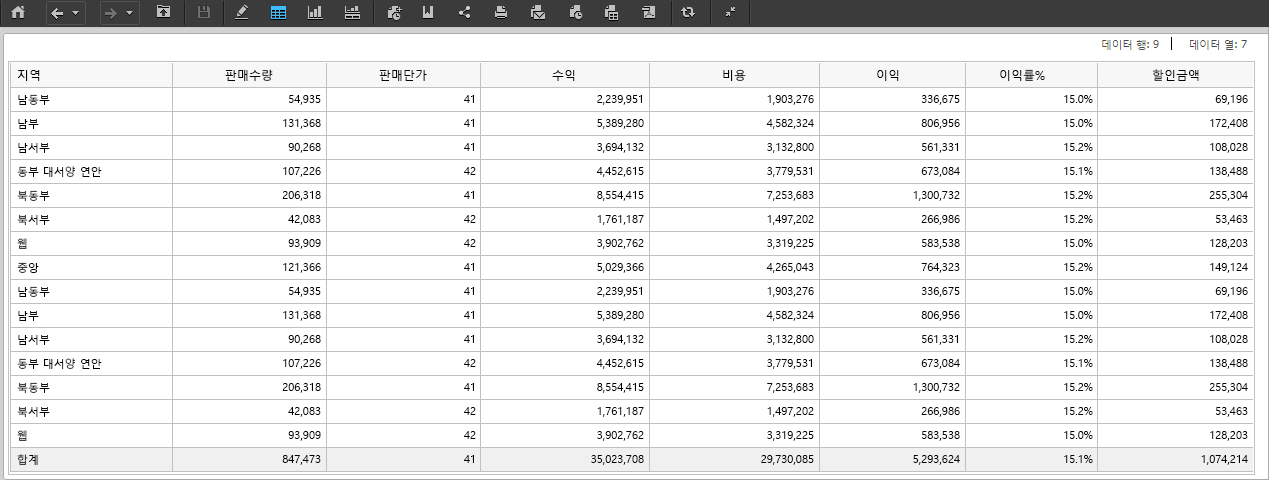 데이터 행: 9 | 데이터 열: 7
지역 판매수량 판매단가 수익 비용 이익 이익률% 할인금액
남동부 54,935 41 2,239,951 1,903,276 336,675 15.0% 69,196
남부 131,368 41 5,389,280 4,582,324 806,956 15.0% 172,408
남서부 90,268 41 3,694,132 3,132,800 561,331 15.2% 108,028
동부 대서양 연안 107,226 42 4,452,615 3,779,531 673,084 15.1% 138,488
북동부 206,318 41 8,554,415 7,253,683 1,300,732 15.2% 255,304
북서부 42,083 42 1,761,187 1,497,202 266,986 15.2% 53,463
웹 93,909 42 3,902,762 3,319,225 583,538 15.0% 128,203
중앙 121,366 41 5,029,366 4,265,043 764,323 15.2% 149,124
남동부 54,935 41 2,239,951 1,903,276 336,675 15.0% 69,196
남부 131,368 41 5,389,280 4,582,324 806,956 15.0% 172,408
남서부 90,268 41 3,694,132 3,132,800 561,331 15.2% 108,028
동부 대서양 연안 107,226 42 4,452,615 3,779,531 673,084 15.1% 138,488
북동부 206,318 41 8,554,415 7,253,683 1,300,732 15.2% 255,304
북서부 42,083 42 1,761,187 1,497,202 266,986 15.2% 53,463
웹 93,909 42 3,902,762 3,319,225 583,538 15.0% 128,203
합계 847,473 41 35,023,708 29,730,085 5,293,624 15.1% 1,074,214